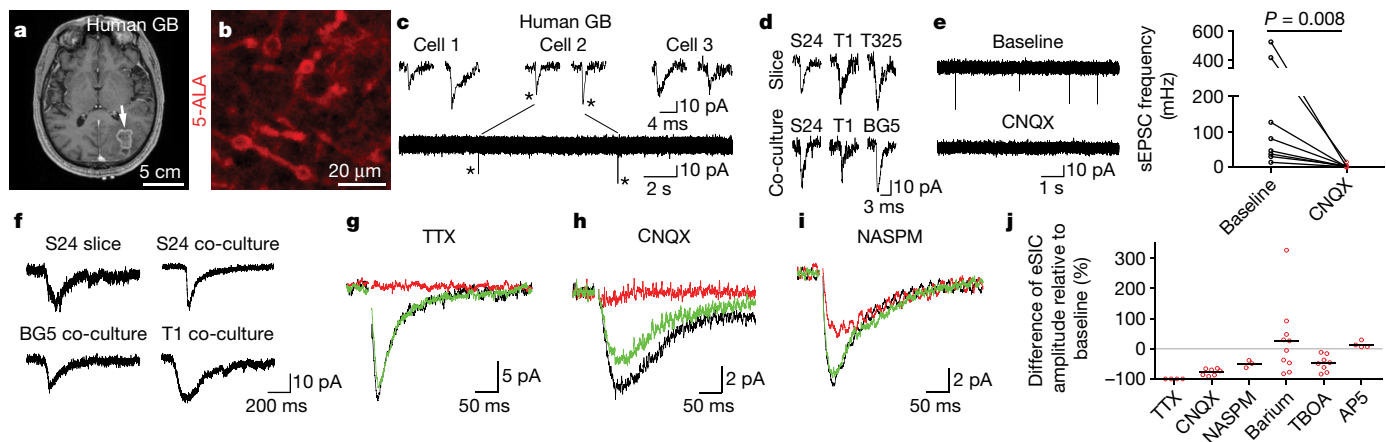 a
Human GB
5 cm
b
5-ALA
20 μm
c
Human GB
Cell 1
Cell 2
Cell 3
*
*
10 pA
4 ms
*
*
10 pA
2 s
d
S24 T1 T325
Slice
S24 T1 BG5
Co-culture
10 pA
3 ms
e
Baseline
CNQX
10 pA
1 s
P = 0.008
sEPSC frequency
(mHz)
600
400
200
100
0
Baseline
CNQX
f
S24 slice
S24 co-culture
BG5 co-culture
T1 co-culture
10 pA
200 ms
g
TTX
5 pA
50 ms
h
CNQX
2 pA
50 ms
i
NASPM
2 pA
50 ms
j
Difference of eSIC
amplitude relative to
baseline (%)
300
200
100
0
−100
TTX
CNQX
NASPM
Barium
TBOA
AP5